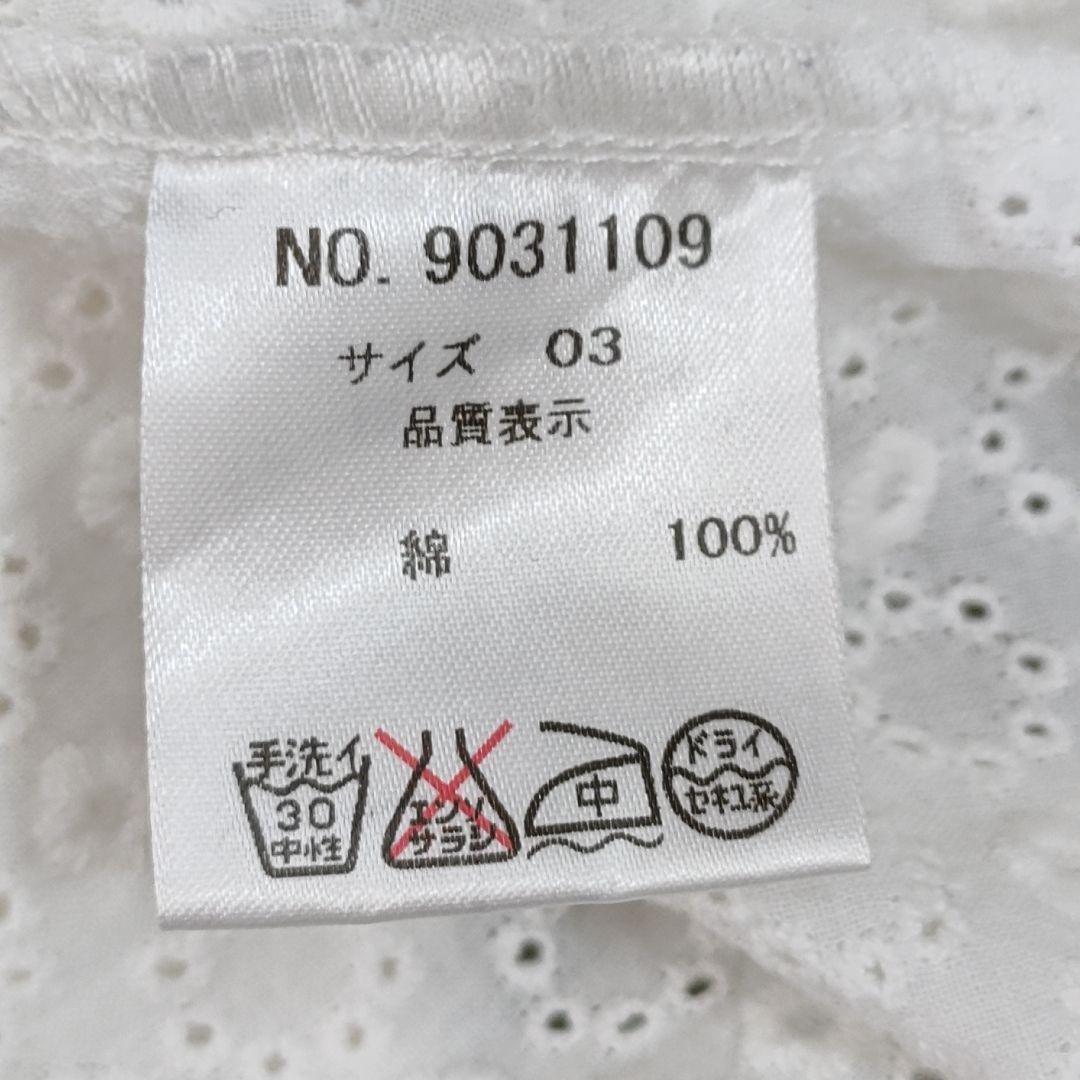 NO. 9031109
サイズ 03
品質表示
綿 100%
手洗イ
30
中性
エンソ
サラシ
中
ドライ
セキユ系